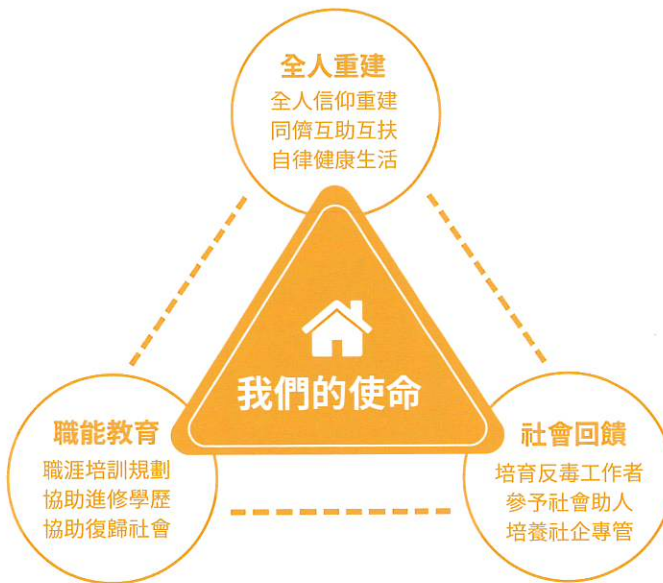 全人重建
全人信仰重建
同儕互助互扶
自律健康生活
我們的使命
職能教育
職涯培訓規劃
協助進修學歷
協助復歸社會
社會回饋
培育反毒工作者
參予社會助人
培養社企專管